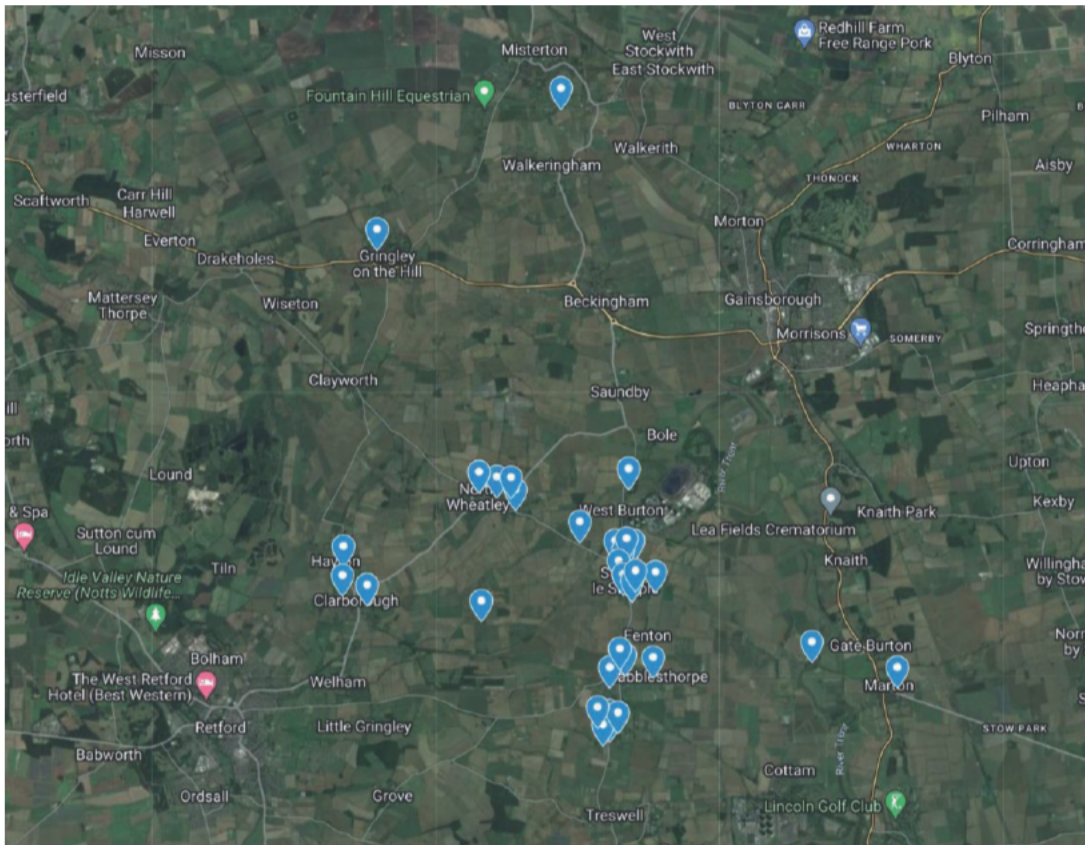 Misson
Misterton
West
Stockwith
East Stockwith
Redhill Farm
Free Range Pork
Blyton
usterfield
Fountain Hill Equestrian
BLYTON CARR
Pilham
Walkerith
WHARTON
Walkeringham
Aisby
THONOCK
Carr Hill
Harwell
Scaftworth
Morton
Everton
Corringham
Drakeholes
Gringley
on the Hill
Mattersey
Thorpe
Wiseton
Beckingham
Gainsborough
Morrisons
SOMERBY
Springtho
Clayworth
Heapha
Saundby
ill
Bole
orth
Lound
River Trent
Upton
Wheatley
West Burton
Kexby
& Spa
Knaith Park
Lea Fields Crematorium
Sutton cum
Lound
Tiln
Knaith
Willingha
by Stow
Idle Valley Nature
Reserve (Notts Wildlife...
Clarborough
Fenton
Gate Burton
Bolham
abblesthorpe
The West Retford
Hotel (Best Western)
Welham
Marton
Retford
Little Gringley
STOW PARK
Babworth
Cottam
Ordsall
Grove
Lincoln Golf Club
Treswell